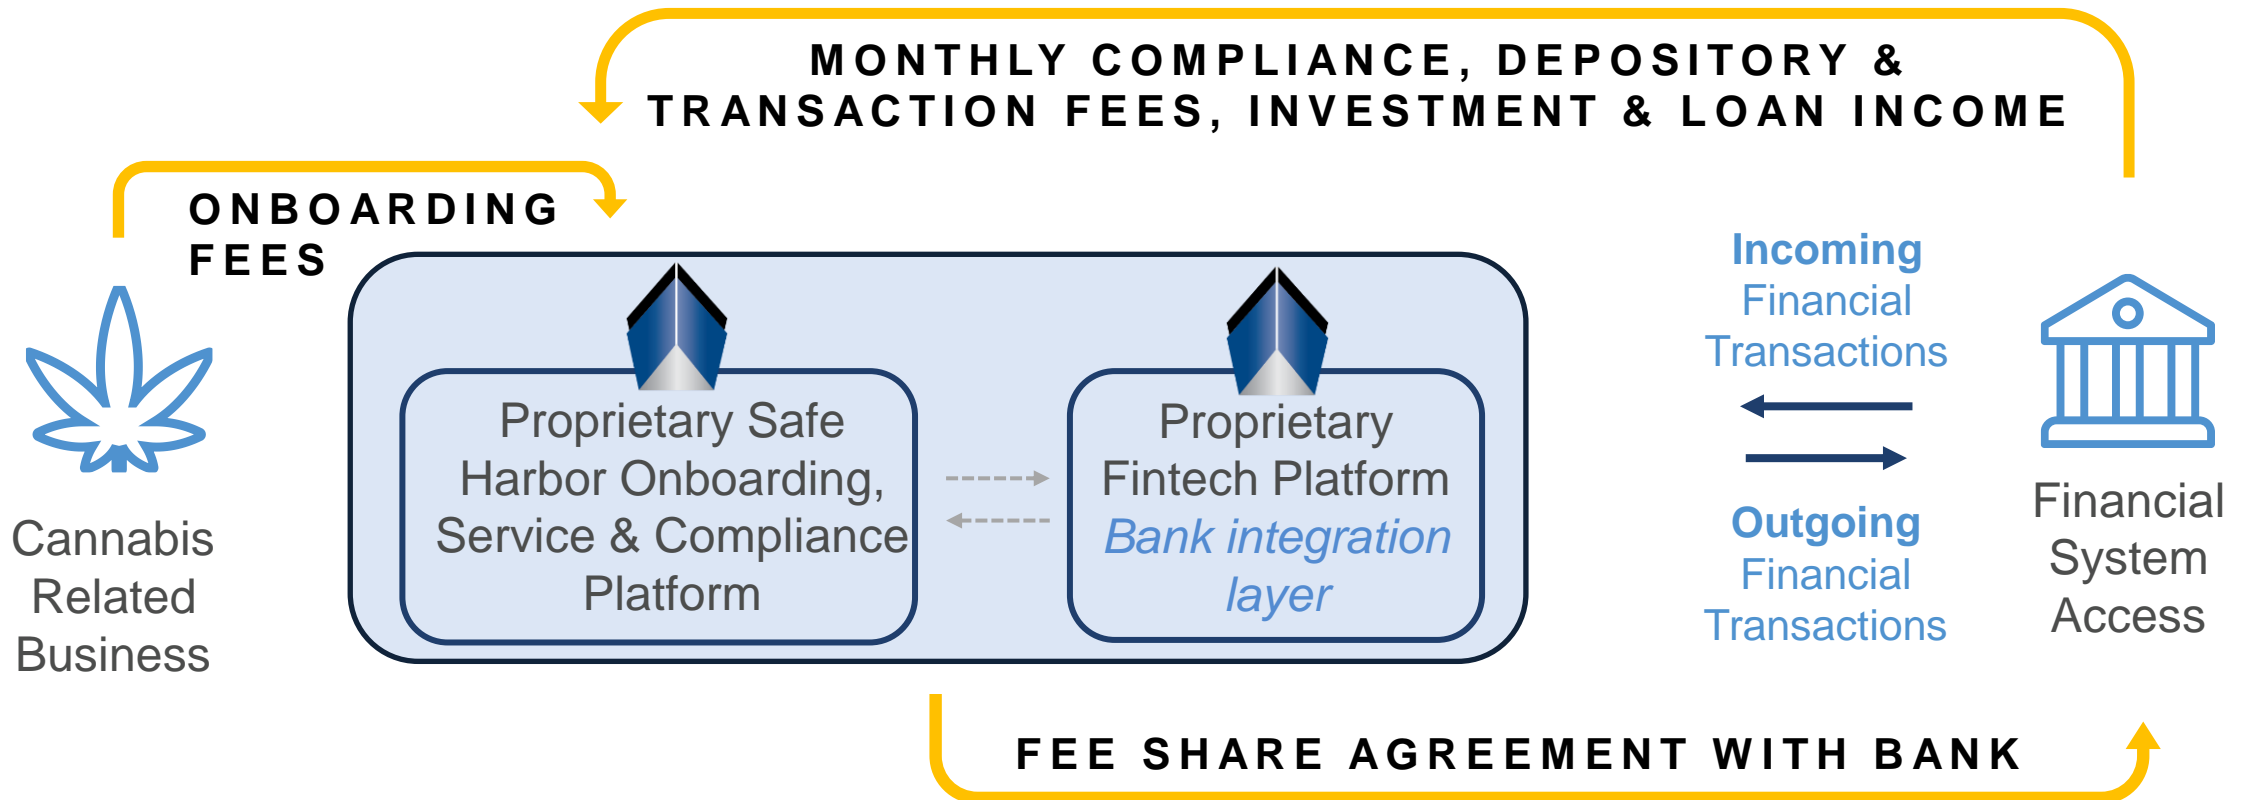 MONTHLY COMPLIANCE, DEPOSITORY &
TRANSACTION FEES, INVESTMENT & LOAN INCOME
ONBOARDING
FEES
Cannabis
Related
Business
Proprietary Safe
Harbor Onboarding,
Service & Compliance
Platform
Proprietary
Fintech Platform
Bank integration
layer
Incoming
Financial
Transactions
Outgoing
Financial
Transactions
Financial
System
Access
FEE SHARE AGREEMENT WITH BANK